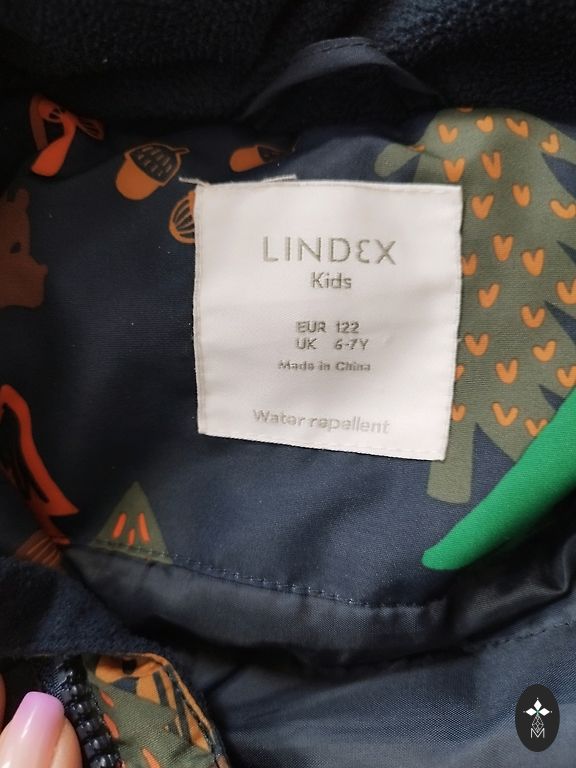 LINDEX
Kids
EUR 122
UK 6-7Y
Made in China
Water repellent
M